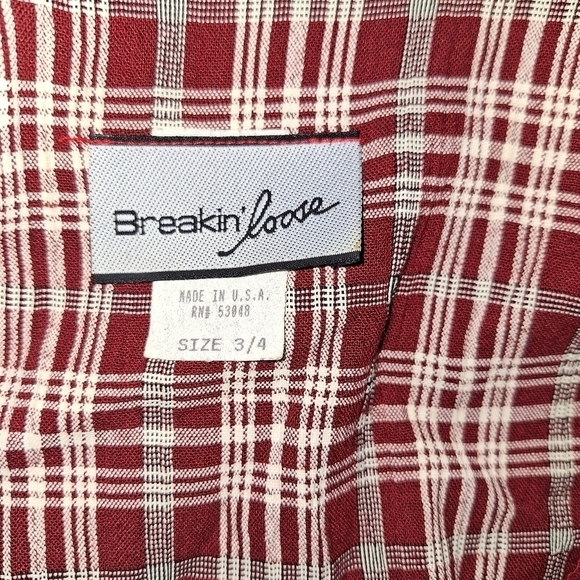 Breakin' loose
MADE IN U.S.A.
RN# 53048
SIZE 3/4